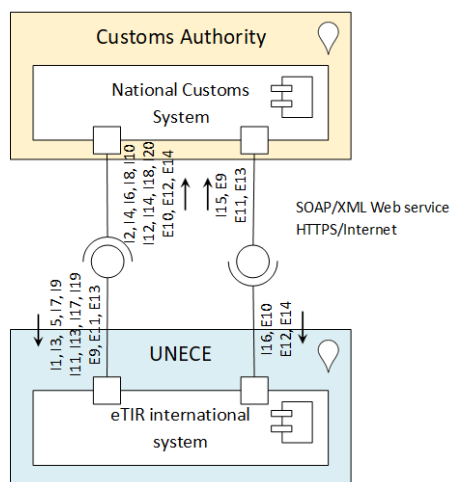 Customs Authority
National Customs
System
I2, I4, I6, I8, I10
I12, I14, I18, I20
E10, E12, E14
I15, E9
E11, E13
SOAP/XML Web service
HTTPS/Internet
I1, I3, I5, I7, I9
I11, I13, I17, I19
E9, E11, E13
I16, E10
E12, E14
UNECE
eTIR international
system